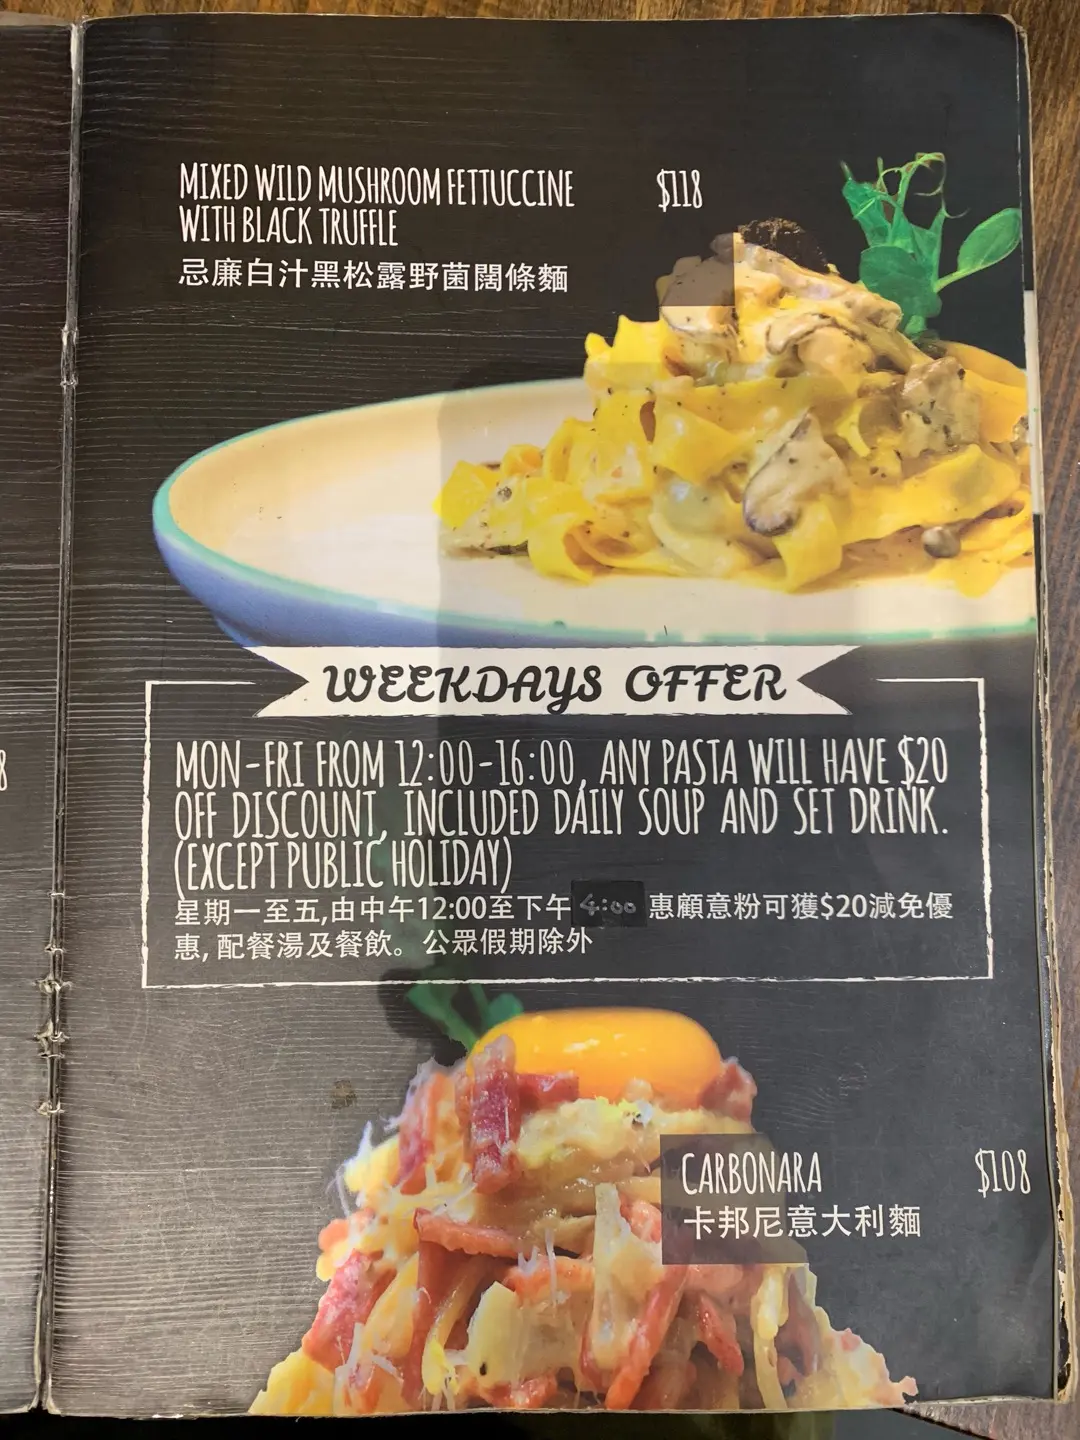 MIXED WILD MUSHROOM FETTUCCINE $118
WITH BLACK TRUFFLE
忌廉白汁黑松露野菌闊條麵
WEEKDAYS OFFER
MON-FRI FROM 12:00-16:00, ANY PASTA WILL HAVE $20
OFF DISCOUNT, INCLUDED DAILY SOUP AND SET DRINK.
(EXCEPT PUBLIC HOLIDAY)
星期一至五,由中午12:00至下午 4:00 惠顧意粉可獲$20減免優
惠, 配餐湯及餐飲。 公眾假期除外
CARBONARA $108
卡邦尼意大利麵
8